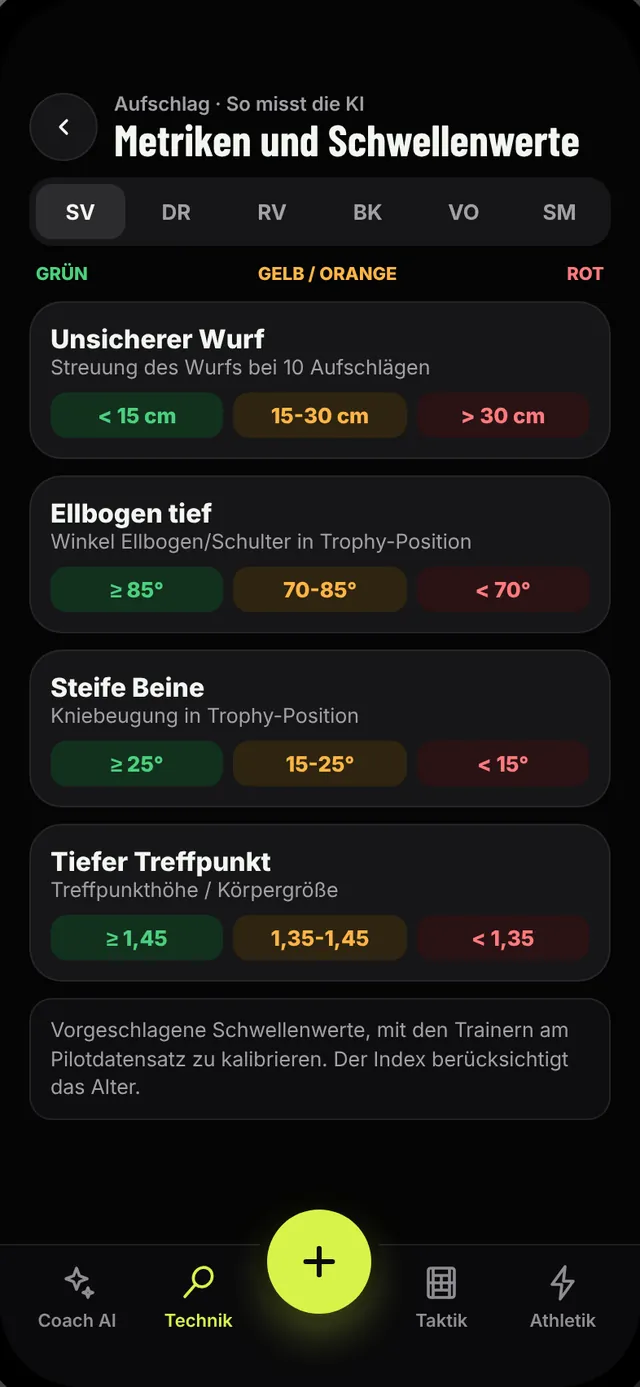 Aufschlag · So misst die KI
Metriken und Schwellenwerte
SV DR RV BK VO SM
GRÜN GELB / ORANGE ROT
Unsicherer Wurf
Streuung des Wurfs bei 10 Aufschlägen
< 15 cm 15-30 cm > 30 cm
Ellbogen tief
Winkel Ellbogen/Schulter in Trophy-Position
≥ 85° 70-85° < 70°
Steife Beine
Kniebeugung in Trophy-Position
≥ 25° 15-25° < 15°
Tiefer Treffpunkt
Treffpunkthöhe / Körpergröße
≥ 1,45 1,35-1,45 < 1,35
Vorgeschlagene Schwellenwerte, mit den Trainern am
Pilotdatensatz zu kalibrieren. Der Index berücksichtigt
das Alter.
Coach AI Technik Taktik Athletik